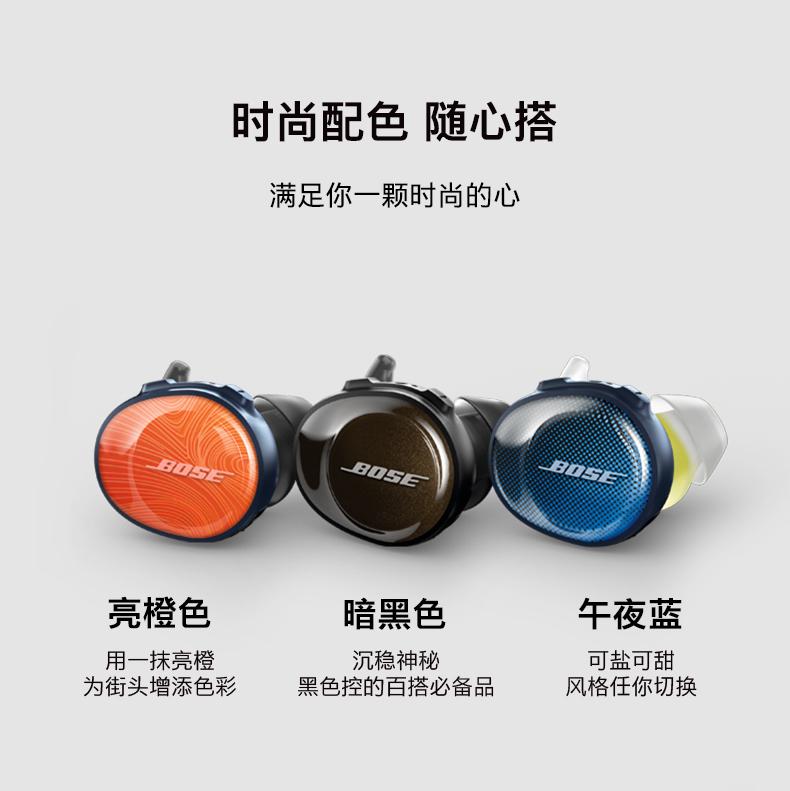 时尚配色 随心搭
满足你一颗时尚的心
BOSE
BOSE
BOSE
亮橙色
暗黑色
午夜蓝
用一抹亮橙
为街头增添色彩
沉稳神秘
黑色控的百搭必备品
可盐可甜
风格任你切换